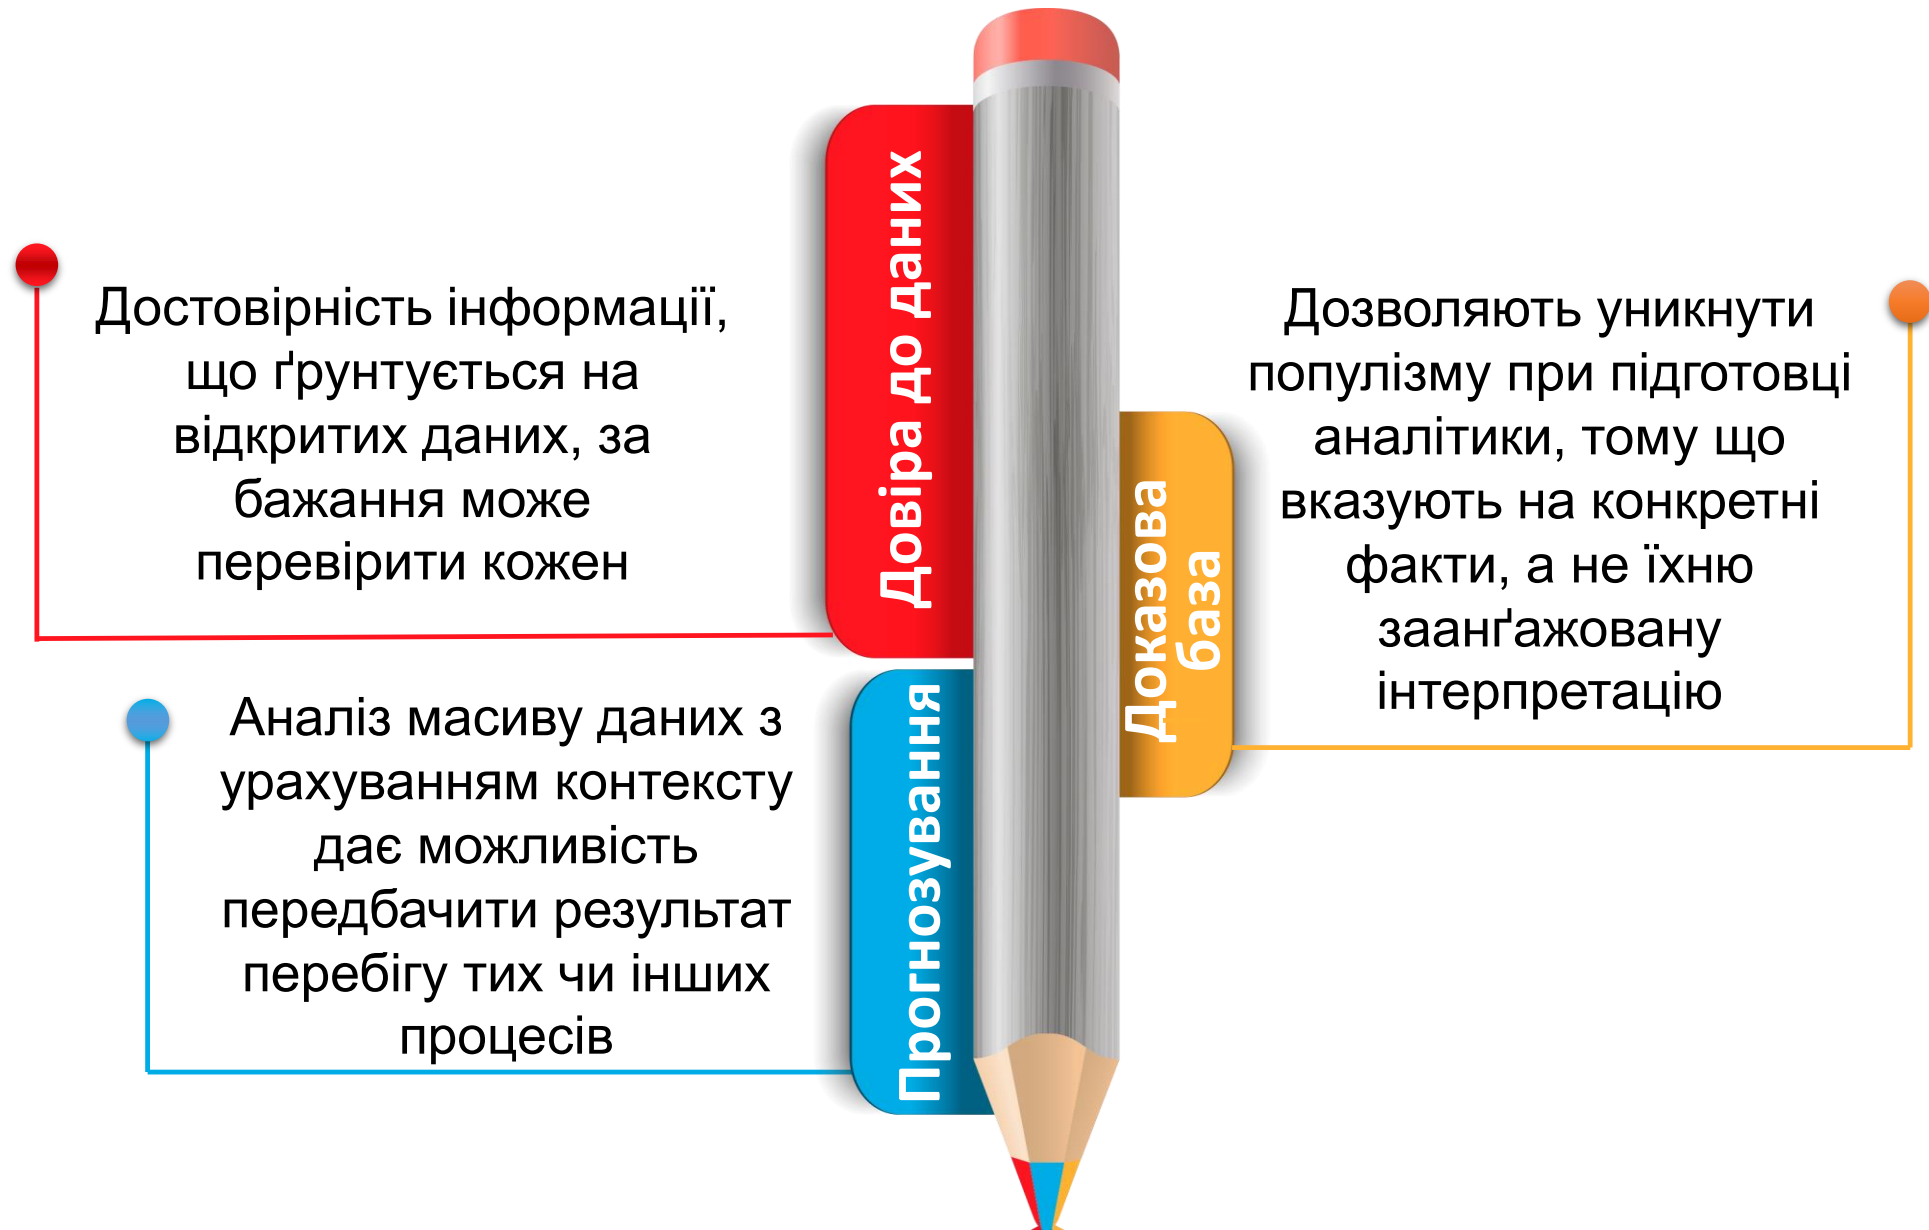 Довіра до даних
Достовірність інформації,
що ґрунтується на
відкритих даних, за
бажання може
перевірити кожен
Доказова
база
Дозволяють уникнути
популізму при підготовці
аналітики, тому що
вказують на конкретні
факти, а не їхню
заанґажовану
інтерпретацію
Прогнозування
Аналіз масиву даних з
урахуванням контексту
дає можливість
передбачити результат
перебігу тих чи інших
процесів